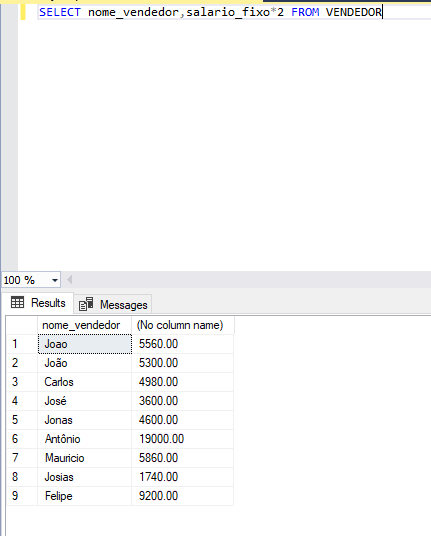 SELECT nome_vendedor,salario_fixo*2 FROM VENDEDOR
100 %
Results Messages
nome_vendedor (No column name)
1 Joao 5560.00
2 João 5300.00
3 Carlos 4980.00
4 José 3600.00
5 Jonas 4600.00
6 Antônio 19000.00
7 Mauricio 5860.00
8 Josias 1740.00
9 Felipe 9200.00